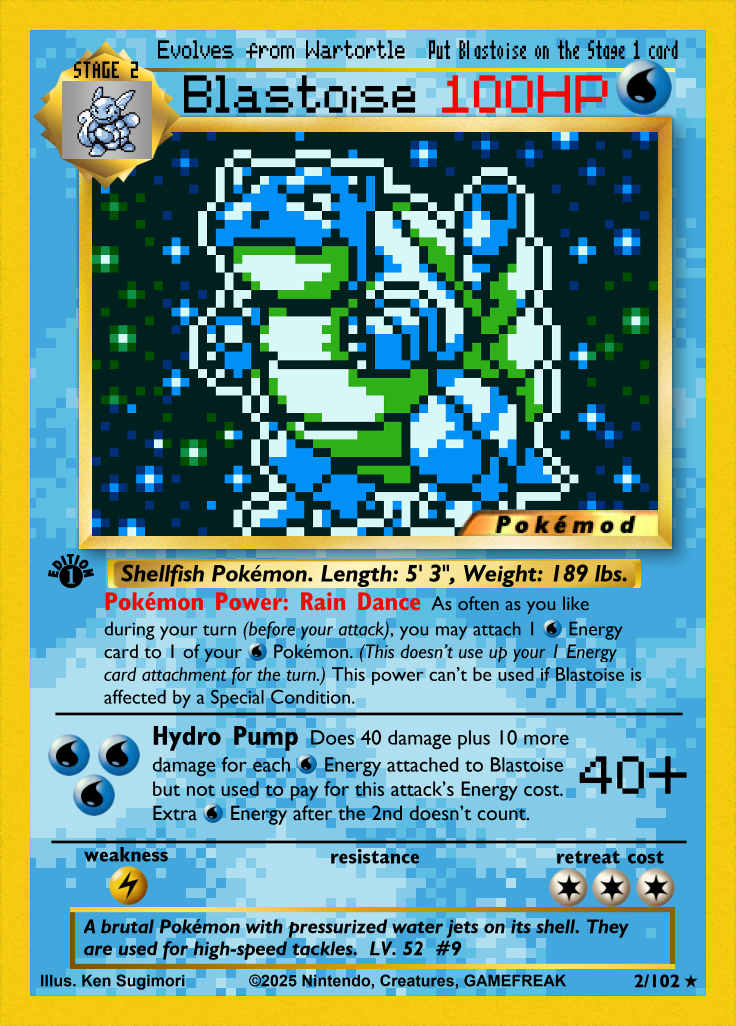 Evolves from Wartortle Put Blastoise on the Stage 1 card
STAGE 2
Blastoise 100HP
Pokémod
EDITION
1
Shellfish Pokémon. Length: 5' 3", Weight: 189 lbs.
Pokémon Power: Rain Dance As often as you like
during your turn (before your attack), you may attach 1 Energy
card to 1 of your Pokémon. (This doesn't use up your 1 Energy
card attachment for the turn.) This power can't be used if Blastoise is
affected by a Special Condition.
Hydro Pump Does 40 damage plus 10 more
damage for each Energy attached to Blastoise
but not used to pay for this attack's Energy cost.
Extra Energy after the 2nd doesn't count.
40+
weakness resistance retreat cost
A brutal Pokémon with pressurized water jets on its shell. They
are used for high-speed tackles. LV. 52 #9
Illus. Ken Sugimori ©2025 Nintendo, Creatures, GAMEFREAK 2/102 ★